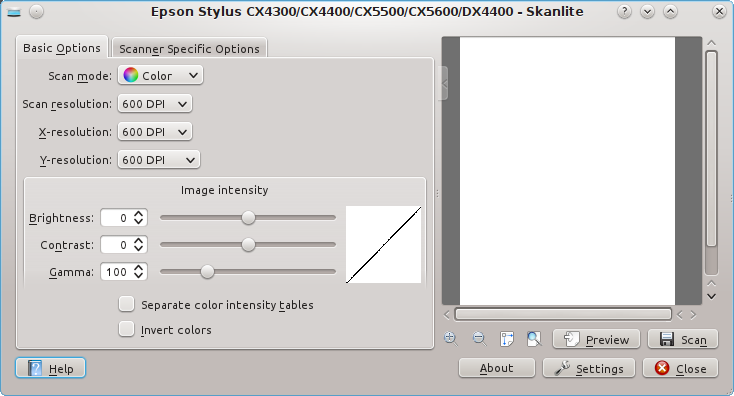 Epson Stylus CX4300/CX4400/CX5500/CX5600/DX4400 - Skanlite
Basic Options
Scanner Specific Options
Scan mode: Color
Scan resolution: 600 DPI
X-resolution: 600 DPI
Y-resolution: 600 DPI
Image intensity
Brightness: 0
Contrast: 0
Gamma: 100
Separate color intensity tables
Invert colors
Preview
Scan
Help
About
Settings
Close